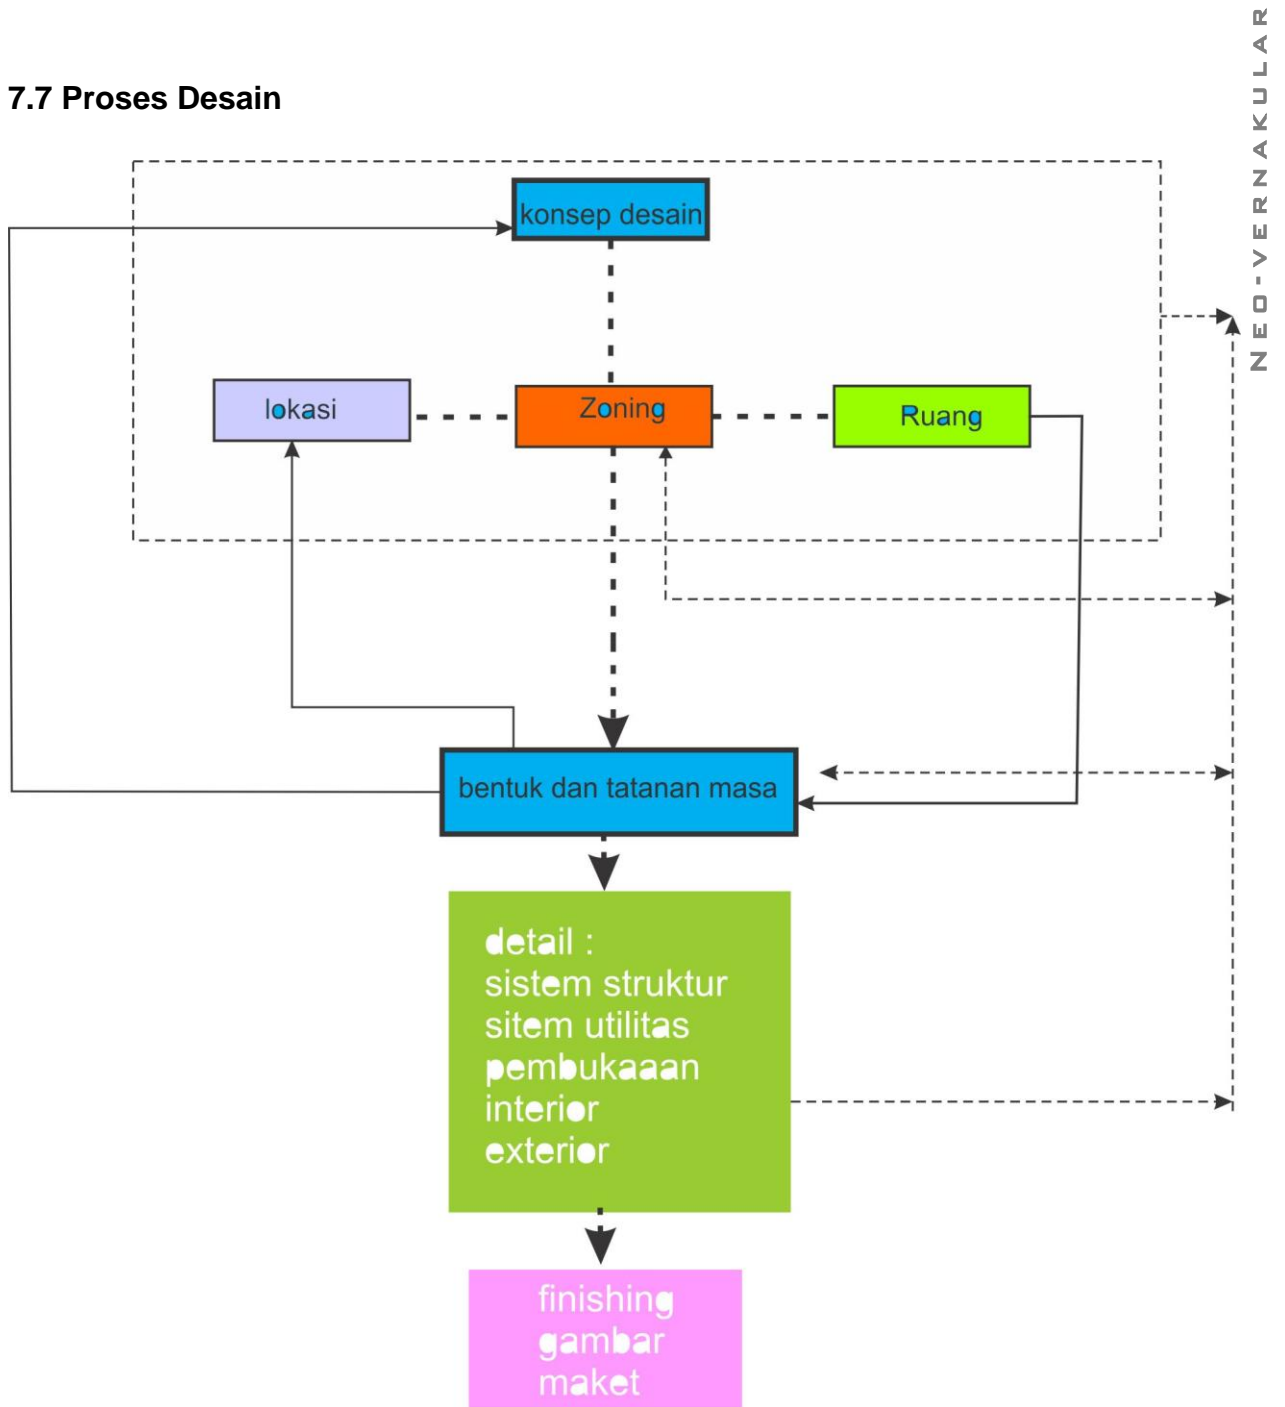 7.7 Proses Desain
NEO-VERNAKULAR
konsep desain
lokasi
Zoning
Ruang
bentuk dan tatanan masa
detail :
sistem struktur
sitem utilitas
pembukaaan
interior
exterior
finishing
gambar
maket